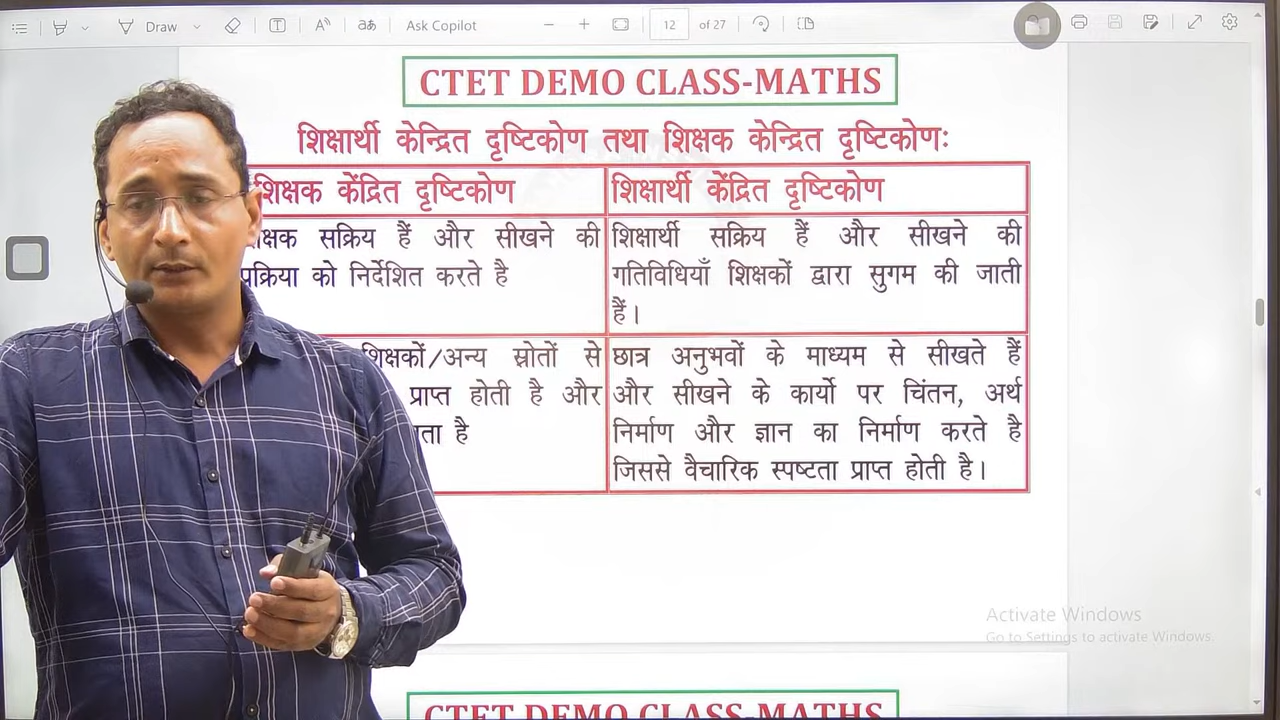 Draw
Ask Copilot
12 of 27
CTET DEMO CLASS-MATHS
शिक्षार्थी केन्द्रित दृष्टिकोण तथा शिक्षक केन्द्रित दृष्टिकोणः
शिक्षक केंद्रित दृष्टिकोण
शिक्षार्थी केंद्रित दृष्टिकोण
सक्रिय हैं और सीखने की
को निर्देशित करते है
शिक्षार्थी सक्रिय हैं और सीखने की
गतिविधियाँ शिक्षकों द्वारा सुगम की जाती
हैं।
शिक्षकों/अन्य स्रोतों से
प्राप्त होती है और
है
छात्र अनुभवों के माध्यम से सीखते हैं
और सीखने के कार्यो पर चिंतन, अर्थ
निर्माण और ज्ञान का निर्माण करते है
जिससे वैचारिक स्पष्टता प्राप्त होती है।
Activate Windows
Go to Settings to activate Windows.
CTET DEMO CLASS-MATHS